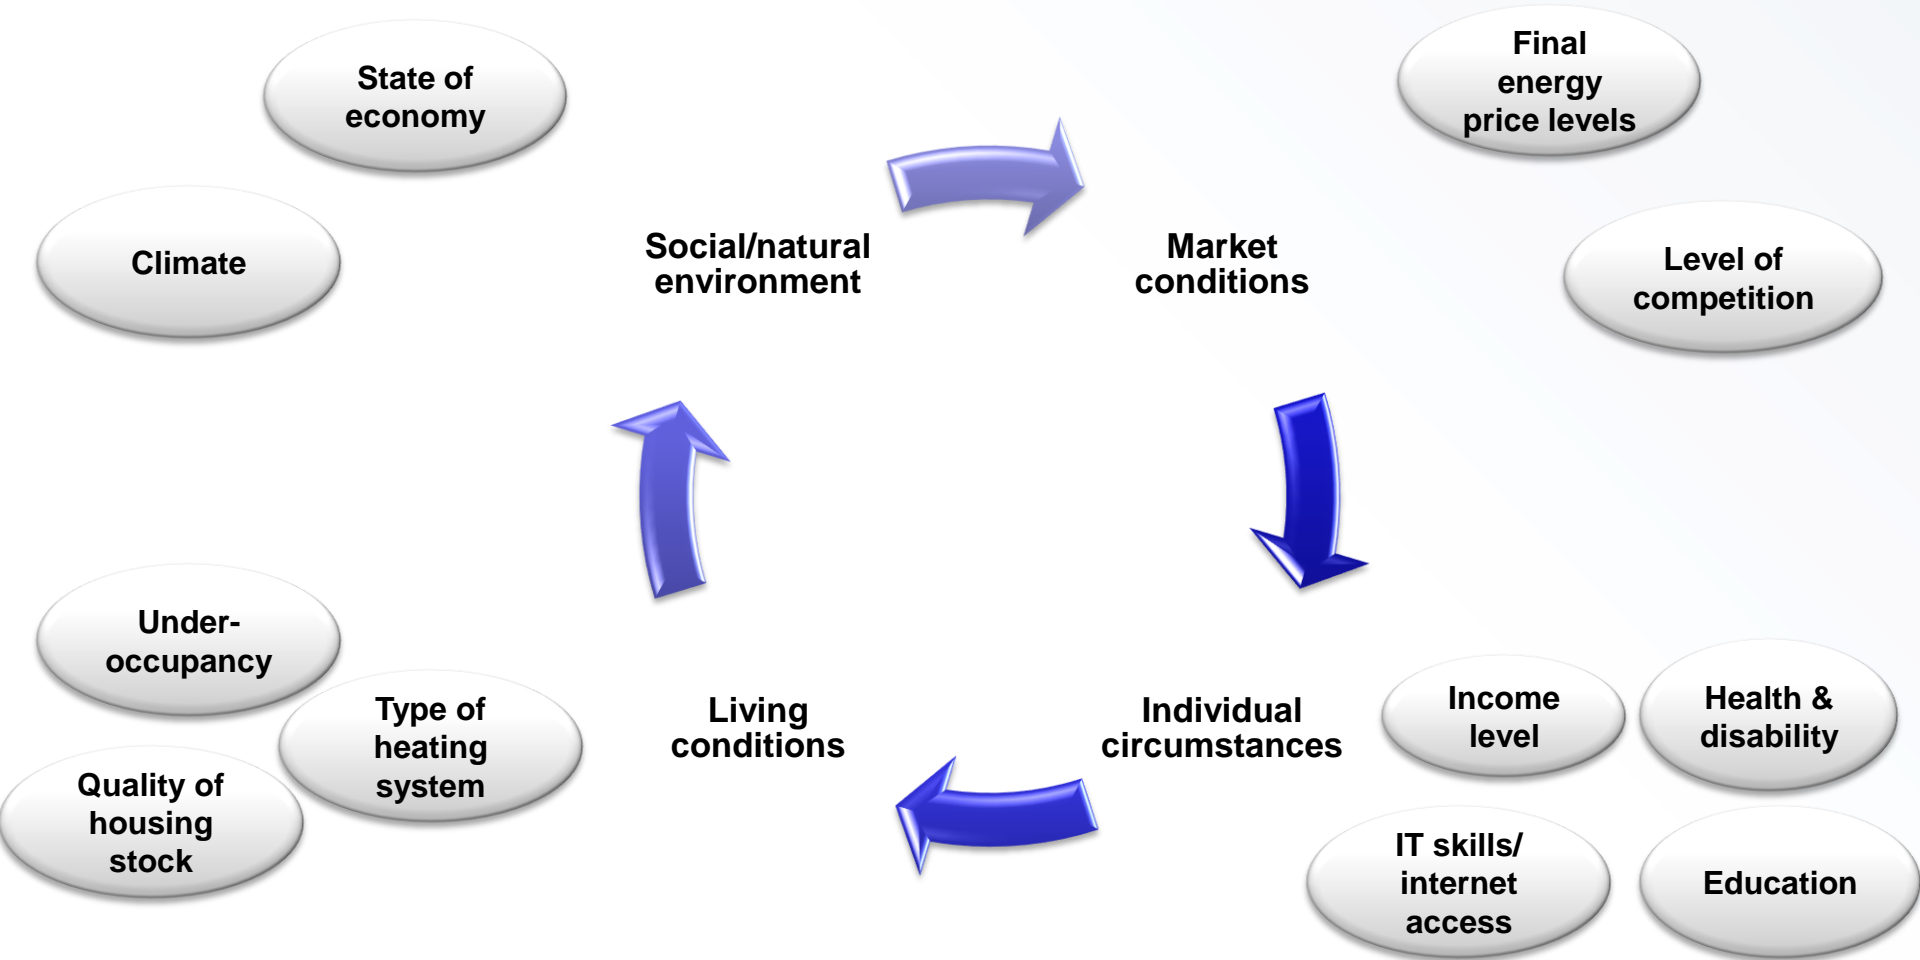 State of
economy
Climate
Social/natural
environment
Market
conditions
Final
energy
price levels
Level of
competition
Under-
occupancy
Type of
heating
system
Quality of
housing
stock
Living
conditions
Individual
circumstances
Income
level
Health &
disability
IT skills/
internet
access
Education